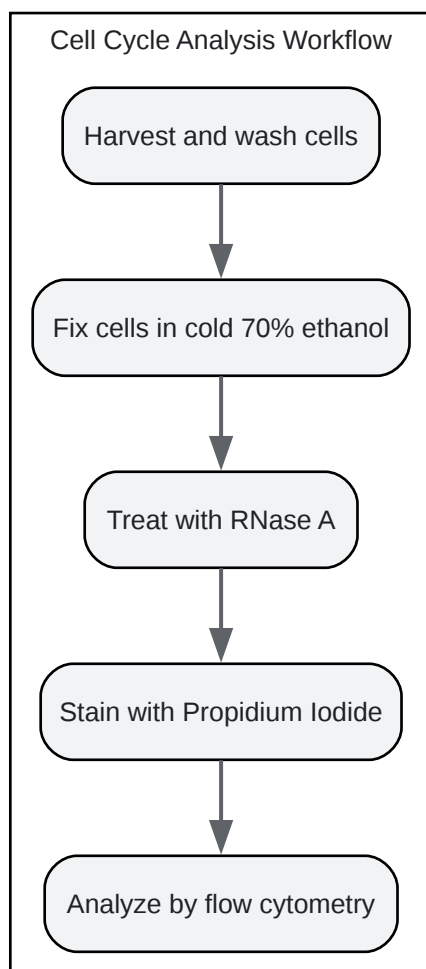 Cell Cycle Analysis Workflow
Harvest and wash cells
Fix cells in cold 70% ethanol
Treat with RNase A
Stain with Propidium Iodide
Analyze by flow cytometry